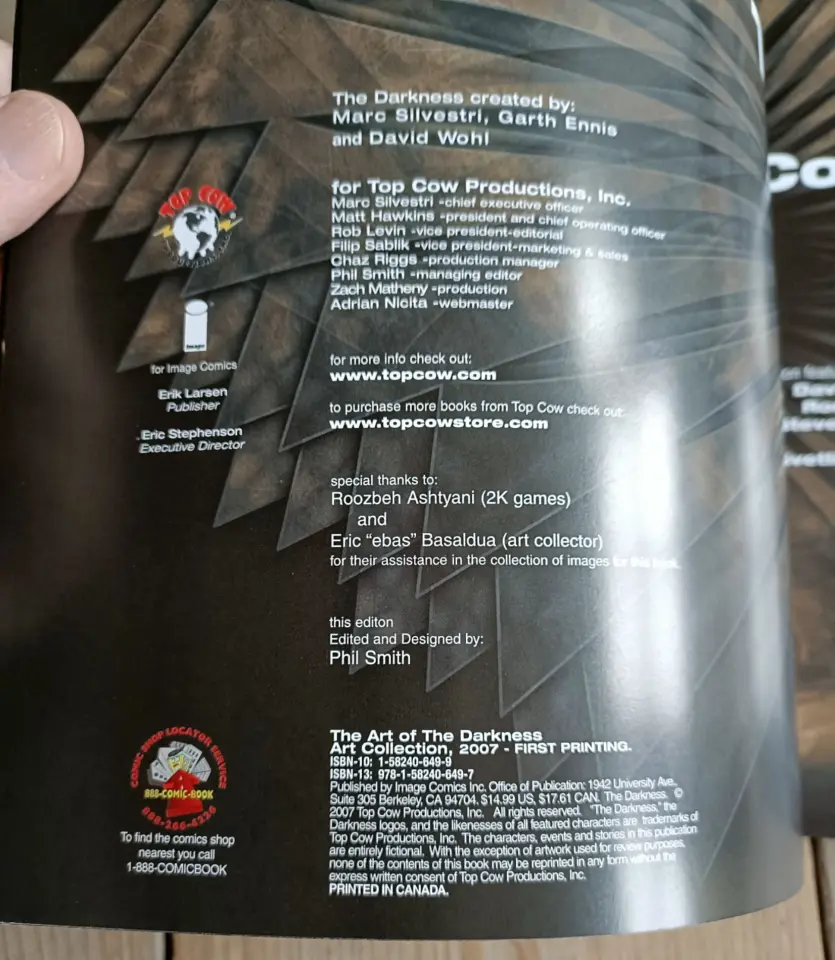 The Darkness created by:
Marc Silvestri, Garth Ennis
and David Wohl
for Top Cow Productions, Inc.
Marc Silvestri -chief executive officer
Matt Hawkins -president and chief operating officer
Rob Levin -vice president-editorial
Filip Sablik -vice president-marketing & sales
Chaz Riggs -production manager
Phil Smith -managing editor
Zach Matheny -production
Adrian Nicita -webmaster
TOP COW
Image
for Image Comics
Erik Larsen
Publisher
Eric Stephenson
Executive Director
for more info check out:
www.topcow.com
to purchase more books from Top Cow check out:
www.topcowstore.com
special thanks to:
Roozbeh Ashtyani (2K games)
and
Eric “ebas” Basaldua (art collector)
for their assistance in the collection of images for this book.
this editon
Edited and Designed by:
Phil Smith
COMIC SHOP LOCATOR SERVICE
888-COMIC-BOOK
888-266-4226
To find the comics shop
nearest you call
1-888-COMICBOOK
The Art of The Darkness
Art Collection, 2007 - FIRST PRINTING.
ISBN-10: 1-58240-649-9
ISBN-13: 978-1-58240-649-7
Published by Image Comics Inc. Office of Publication: 1942 University Ave.,
Suite 305 Berkeley, CA 94704. $14.99 US, $17.61 CAN. The Darkness. ©
2007 Top Cow Productions, Inc. All rights reserved. "The Darkness," the
Darkness logos, and the likenesses of all featured characters are trademarks of
Top Cow Productions, Inc. The characters, events and stories in this publication
are entirely fictional. With the exception of artwork used for review purposes,
none of the contents of this book may be reprinted in any form without the
express written consent of Top Cow Productions, Inc.
PRINTED IN CANADA.